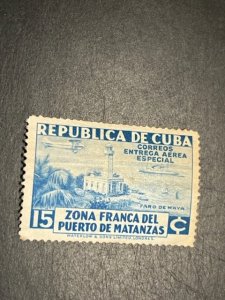 REPUBLICA DE CUBA
CORREOS
ENTREGA AEREA
ESPECIAL
FARO DE MAYA
15 ZONA FRANCA DEL PUERTO DE MATANZAS ¢
WATERLOW & SONS LIMITED, LONDRES.